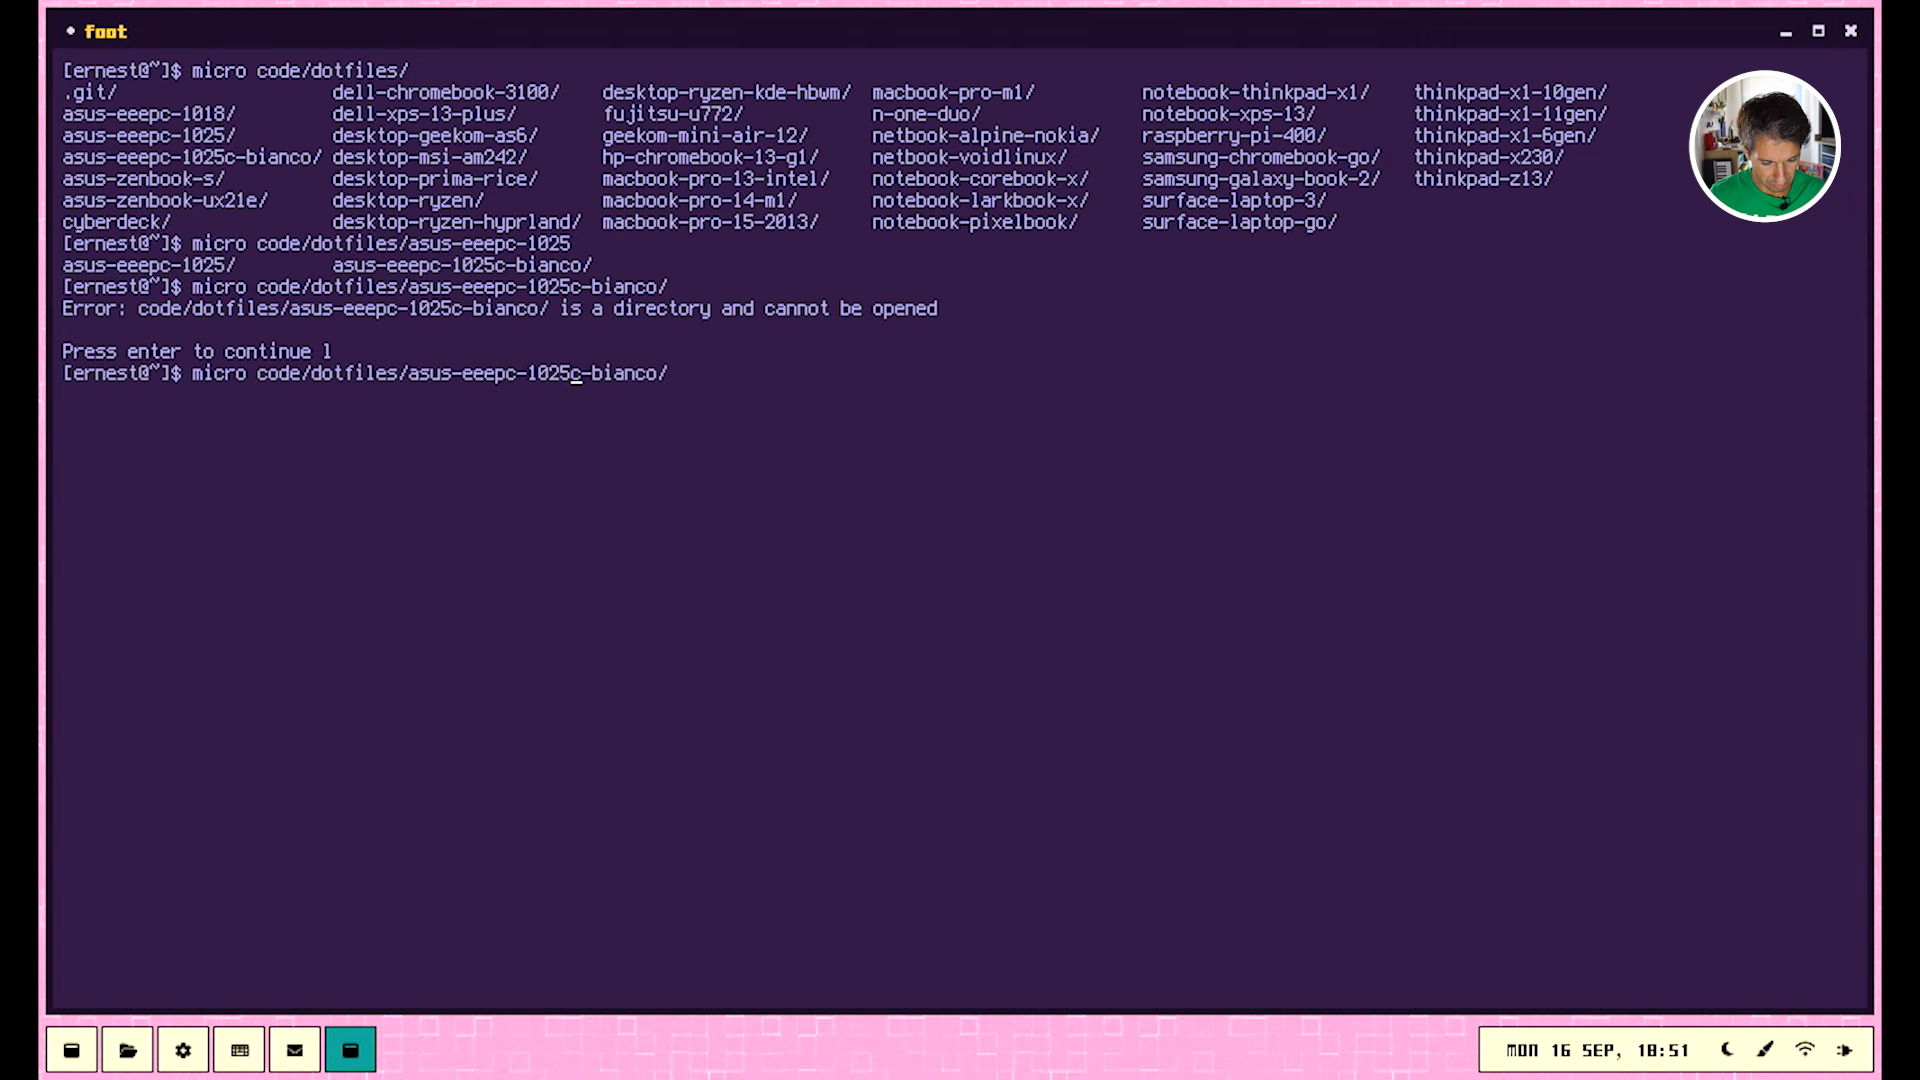 foot
[ernest@~]$ micro code/dotfiles/
.git/ dell-chromebook-3100/ desktop-ryzen-kde-hbwm/ macbook-pro-m1/ notebook-thinkpad-x1/ thinkpad-x1-10gen/
asus-eeepc-1018/ dell-xps-13-plus/ fujitsu-u772/ n-one-duo/ notebook-xps-13/ thinkpad-x1-11gen/
asus-eeepc-1025/ desktop-geekom-as6/ geekom-mini-air-12/ netbook-alpine-nokia/ raspberry-pi-400/ thinkpad-x1-6gen/
asus-eeepc-1025c-bianco/ desktop-msi-am242/ hp-chromebook-13-g1/ netbook-voidlinux/ samsung-chromebook-go/ thinkpad-x230/
asus-zenbook-s/ desktop-prima-rice/ macbook-pro-13-intel/ notebook-corebook-x/ samsung-galaxy-book-2/ thinkpad-z13/
asus-zenbook-ux21e/ desktop-ryzen/ macbook-pro-14-m1/ notebook-larkbook-x/ surface-laptop-3/
cyberdeck/ desktop-ryzen-hyprland/ macbook-pro-15-2013/ notebook-pixelbook/ surface-laptop-go/
[ernest@~]$ micro code/dotfiles/asus-eeepc-1025
asus-eeepc-1025/ asus-eeepc-1025c-bianco/
[ernest@~]$ micro code/dotfiles/asus-eeepc-1025c-bianco/
Error: code/dotfiles/asus-eeepc-1025c-bianco/ is a directory and cannot be opened
Press enter to continue l
[ernest@~]$ micro code/dotfiles/asus-eeepc-1025c-bianco/
MON 16 SEP, 18:51